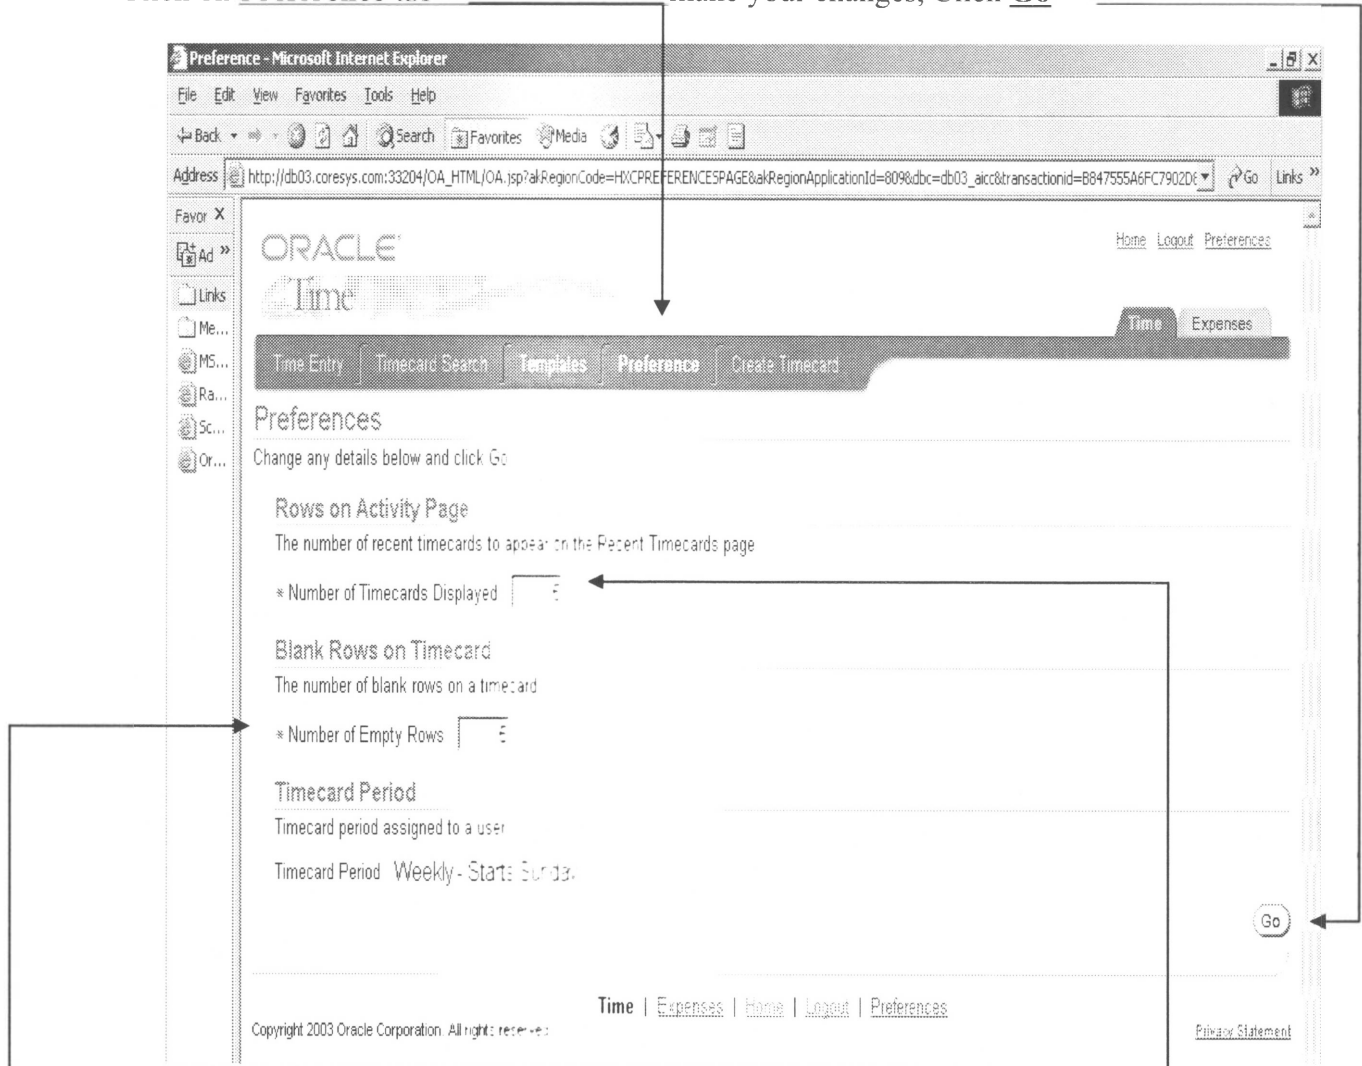 make your changes, Click Go
Preference - Microsoft Internet Explorer
File Edit View Favorites Tools Help
Back Search Favorites Media
Address http://db03.coresys.com:33204/OA_HTML/OA.jsp?akRegionCode=HXCPREFERENCESPAGE&akRegionApplicationId=809&dbc=db03_aicc&transactionid=B847555A6FC7902D Go Links »
Favor X
Ad »
Links
Me...
MS...
Ra...
Sc...
Or...
ORACLE
Home Logout Preferences
Time
Time Expenses
Time Entry Timecard Search Templates Preference Create Timecard
Preferences
Change any details below and click Go
Rows on Activity Page
The number of recent timecards to appear on the Recent Timecards page
* Number of Timecards Displayed
Blank Rows on Timecard
The number of blank rows on a timecard
* Number of Empty Rows
Timecard Period
Timecard period assigned to a user
Timecard Period Weekly - Starts Sunday
Go
Time | Expenses | Home | Logout | Preferences
Copyright 2003 Oracle Corporation. All rights reserved
Privacy Statement